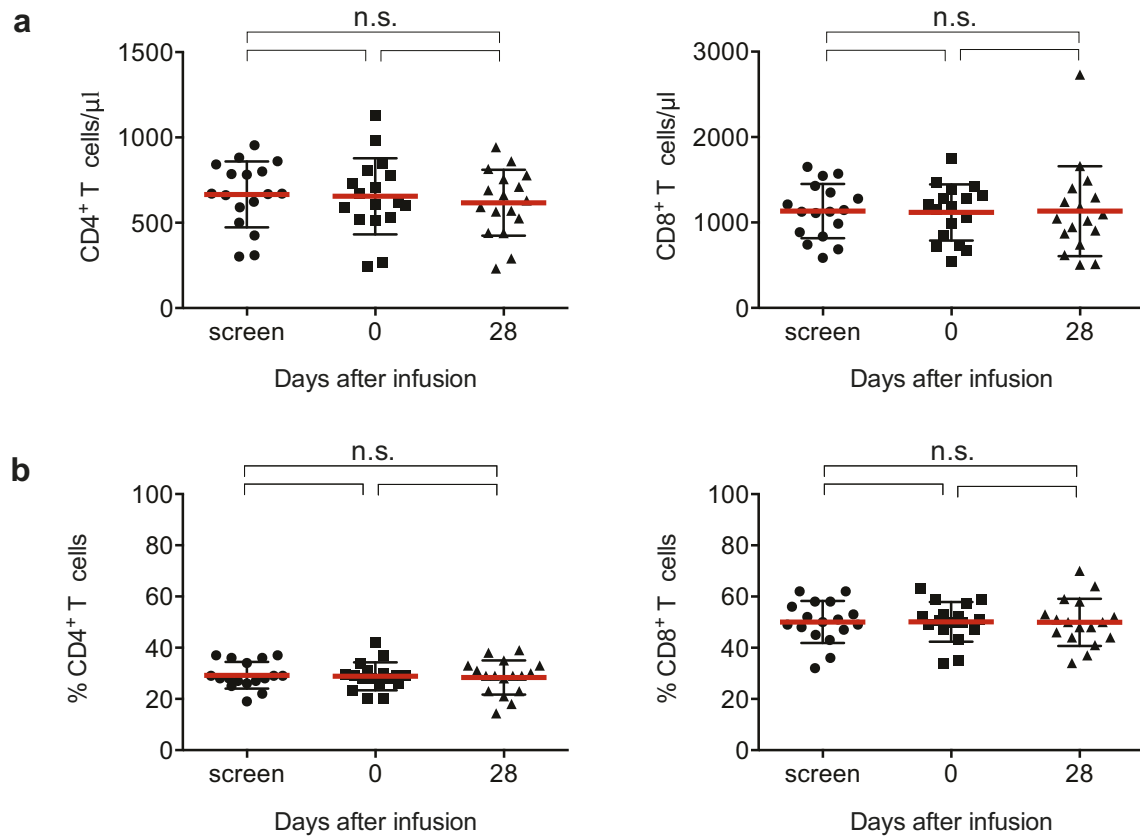 a
n.s.
CD4+ T cells/µl
1500
1000
500
0
screen 0 28
Days after infusion
n.s.
CD8+ T cells/µl
3000
2000
1000
0
screen 0 28
Days after infusion
b
n.s.
% CD4+ T cells
100
80
60
40
20
0
screen 0 28
Days after infusion
n.s.
% CD8+ T cells
100
80
60
40
20
0
screen 0 28
Days after infusion